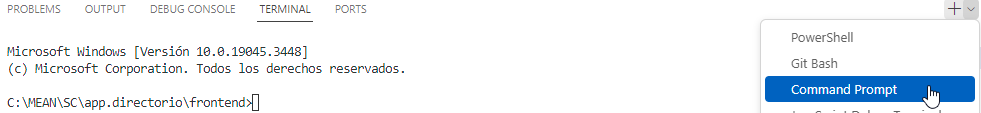 PROBLEMS OUTPUT DEBUG CONSOLE TERMINAL PORTS
Microsoft Windows [Versión 10.0.19045.3448]
(c) Microsoft Corporation. Todos los derechos reservados.
C:\MEAN\SC\app.directorio\frontend>
PowerShell
Git Bash
Command Prompt